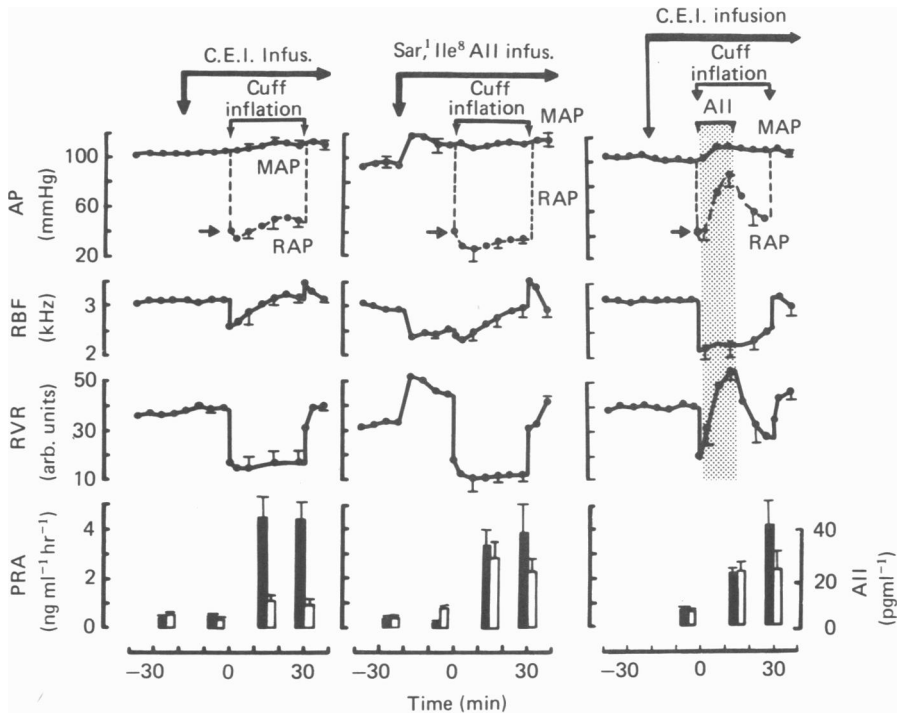 C.E.I. Infus.
Cuff
inflation
MAP
RAP
Sar,¹ Ile⁸ AII infus.
Cuff
inflation
MAP
RAP
C.E.I. infusion
Cuff
inflation
AII
MAP
RAP
AP
(mmHg)
100
60
20
RBF
(kHz)
3
2
RVR
(arb. units)
50
30
10
PRA
(ng ml⁻¹ hr⁻¹)
4
2
0
40
20
0
AII
(pgml⁻¹)
−30 0 30 −30 0 30 −30 0 30
Time (min)